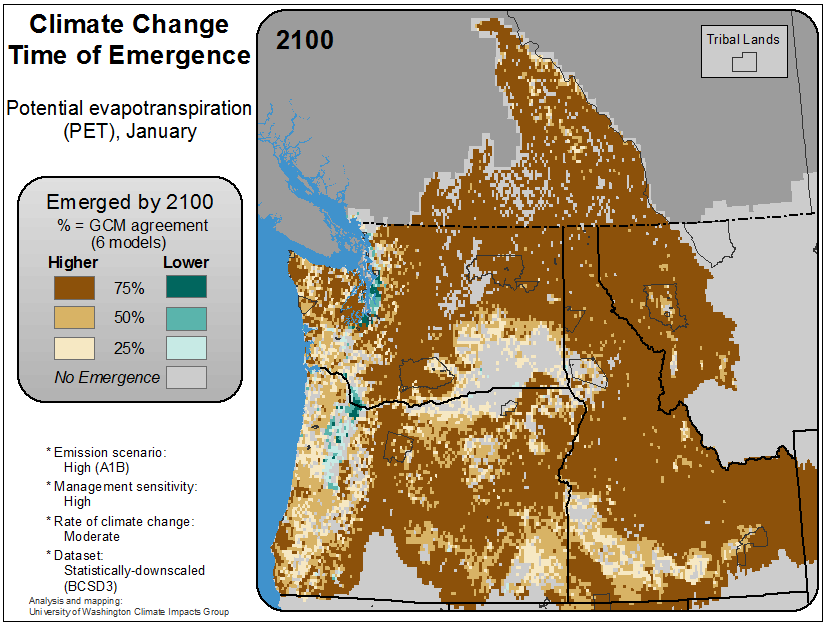 Climate Change
Time of Emergence
Potential evapotranspiration
(PET), January
Emerged by 2100
% = GCM agreement
(6 models)
Higher Lower
75%
50%
25%
No Emergence
* Emission scenario:
High (A1B)
* Management sensitivity:
High
* Rate of climate change:
Moderate
* Dataset:
Statistically-downscaled
(BCSD3)
Analysis and mapping:
University of Washington Climate Impacts Group
2100
Tribal Lands